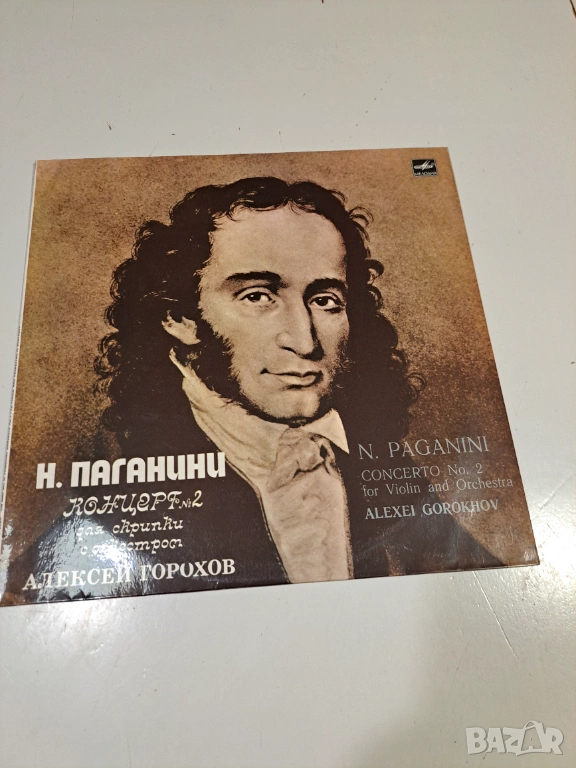 Н. ПАГАНИНИ
КОНЦЕРТ №2
для скрипки
с оркестром
АЛЕКСЕЙ ГОРОХОВ
N. PAGANINI
CONCERTO No. 2
for Violin and Orchestra
ALEXEI GOROKHOV
BAZAR